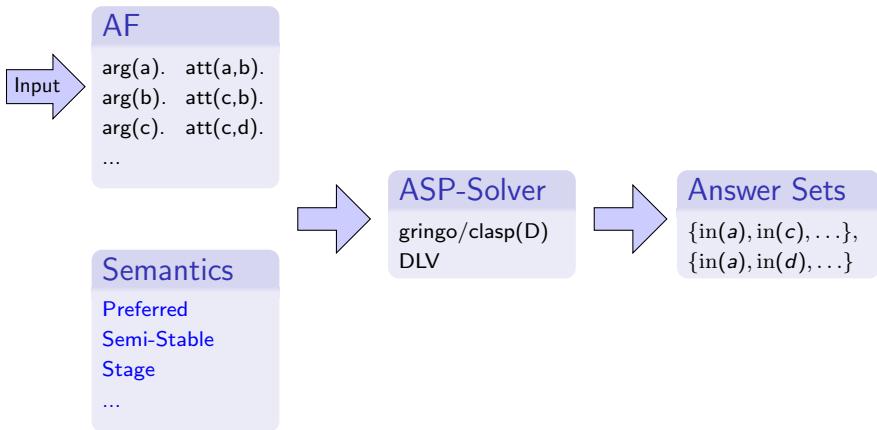 Input
AF
arg(a). att(a,b).
arg(b). att(c,b).
arg(c). att(c,d).
...
Semantics
Preferred
Semi-Stable
Stage
...
ASP-Solver
gringo/clasp(D)
DLV
Answer Sets
{in(a), in(c), . . .},
{in(a), in(d), . . .}